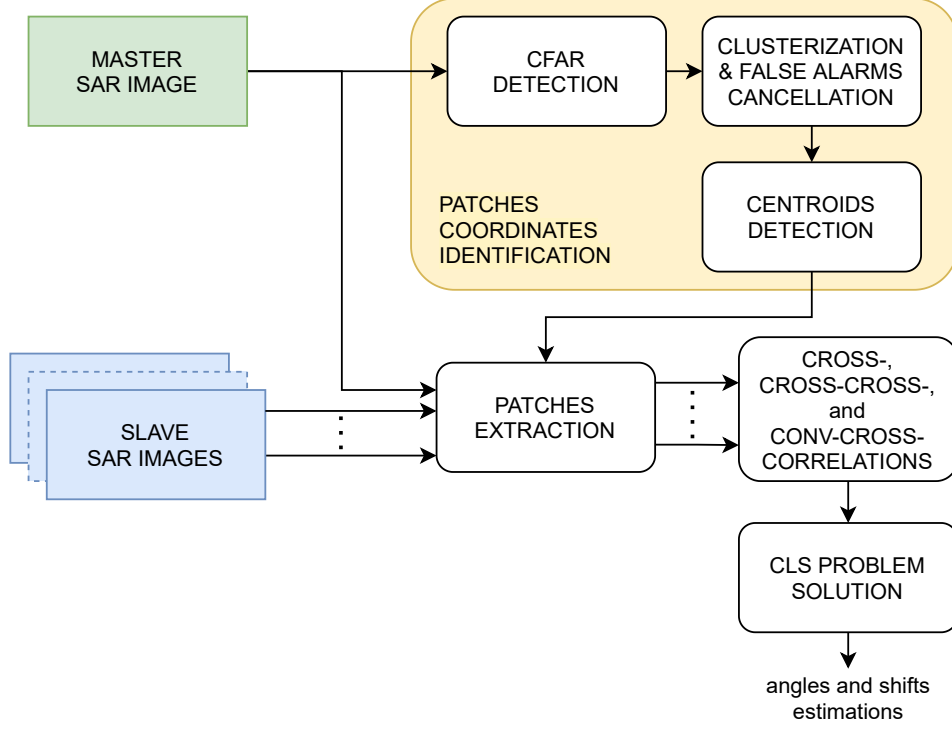 MASTER
SAR IMAGE
CFAR
DETECTION
CLUSTERIZATION
& FALSE ALARMS
CANCELLATION
PATCHES
COORDINATES
IDENTIFICATION
CENTROIDS
DETECTION
SLAVE
SAR IMAGES
PATCHES
EXTRACTION
CROSS-,
CROSS-CROSS-,
and
CONV-CROSS-
CORRELATIONS
CLS PROBLEM
SOLUTION
angles and shifts
estimations